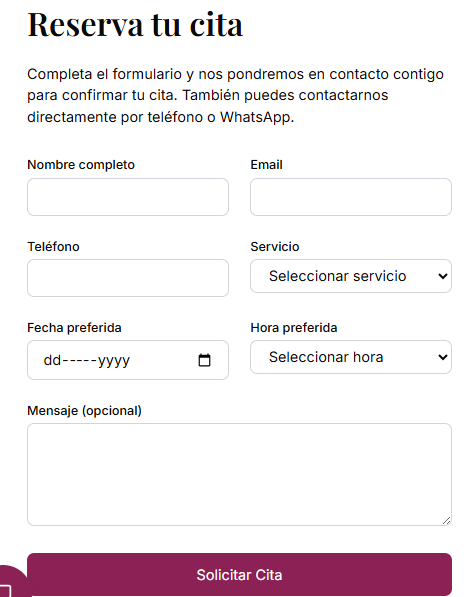 Reserva tu cita
Completa el formulario y nos pondremos en contacto contigo
para confirmar tu cita. También puedes contactarnos
directamente por teléfono o WhatsApp.
Nombre completo
Email
Teléfono
Servicio
Seleccionar servicio
Fecha preferida
Hora preferida
dd-----yyyy
Seleccionar hora
Mensaje (opcional)
Solicitar Cita